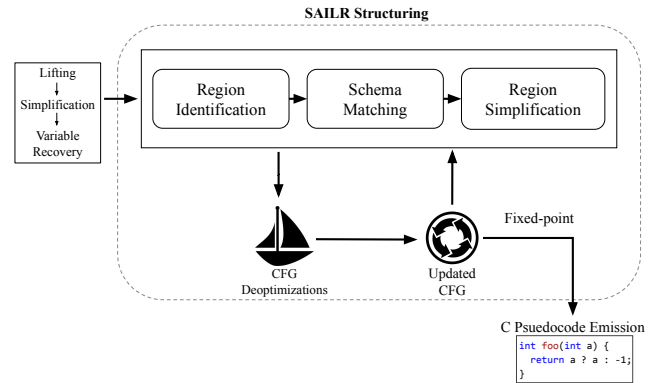 SAILR Structuring
Lifting
Simplification
Variable
Recovery
Region
Identification
Schema
Matching
Region
Simplification
CFG
Deoptimizations
Updated
CFG
Fixed-point
C Psuedocode Emission
int foo(int a) {
  return a ? a : -1;
}